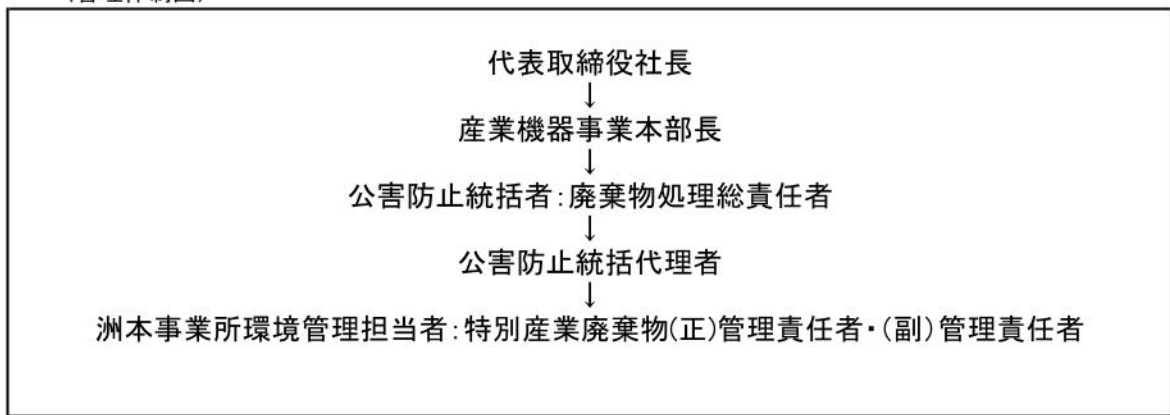 代表取締役社長
↓
産業機器事業本部長
↓
公害防止統括者:廃棄物処理総責任者
↓
公害防止統括代理者
↓
洲本事業所環境管理担当者:特別産業廃棄物(正)管理責任者・(副)管理責任者